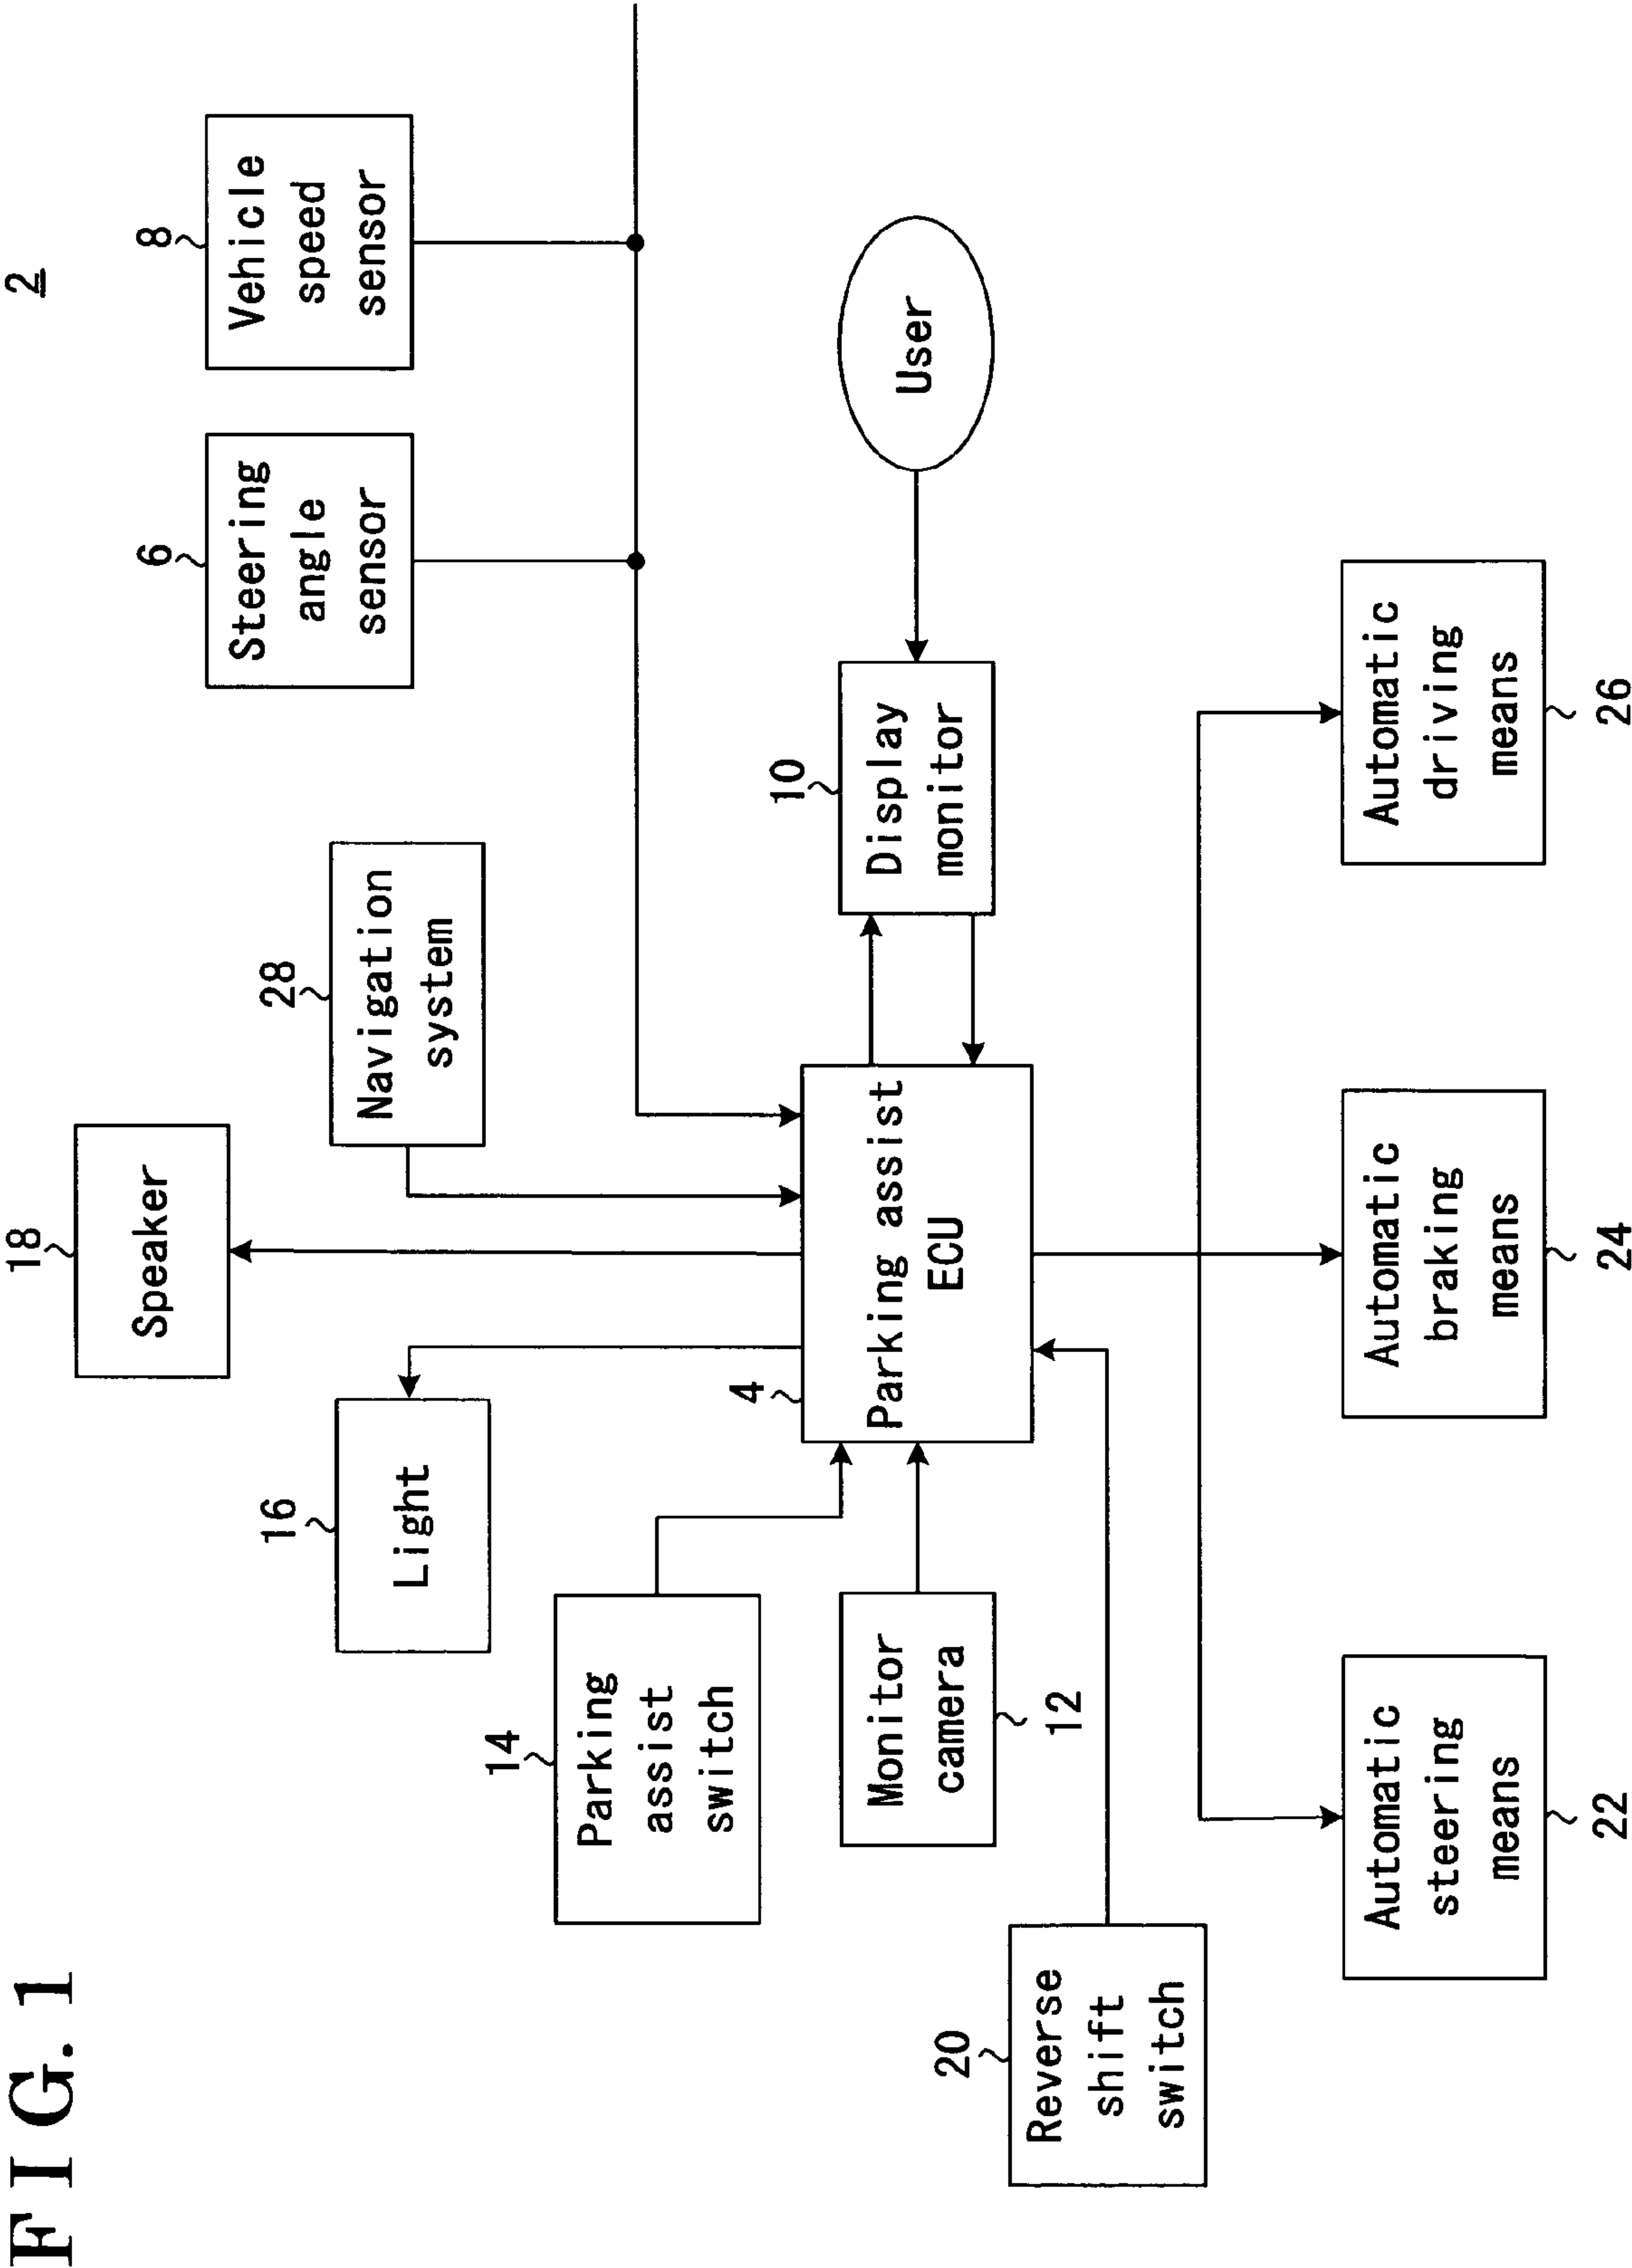 FIG. 1
2
18
Speaker
8
Vehicle
speed
sensor
6
Steering
angle
sensor
28
Navigation
system
16
Light
14
Parking
assist
switch
4
Parking assist
ECU
10
Display
monitor
User
Monitor
camera
12
20
Reverse
shift
switch
Automatic
steering
means
22
Automatic
braking
means
24
Automatic
driving
means
26